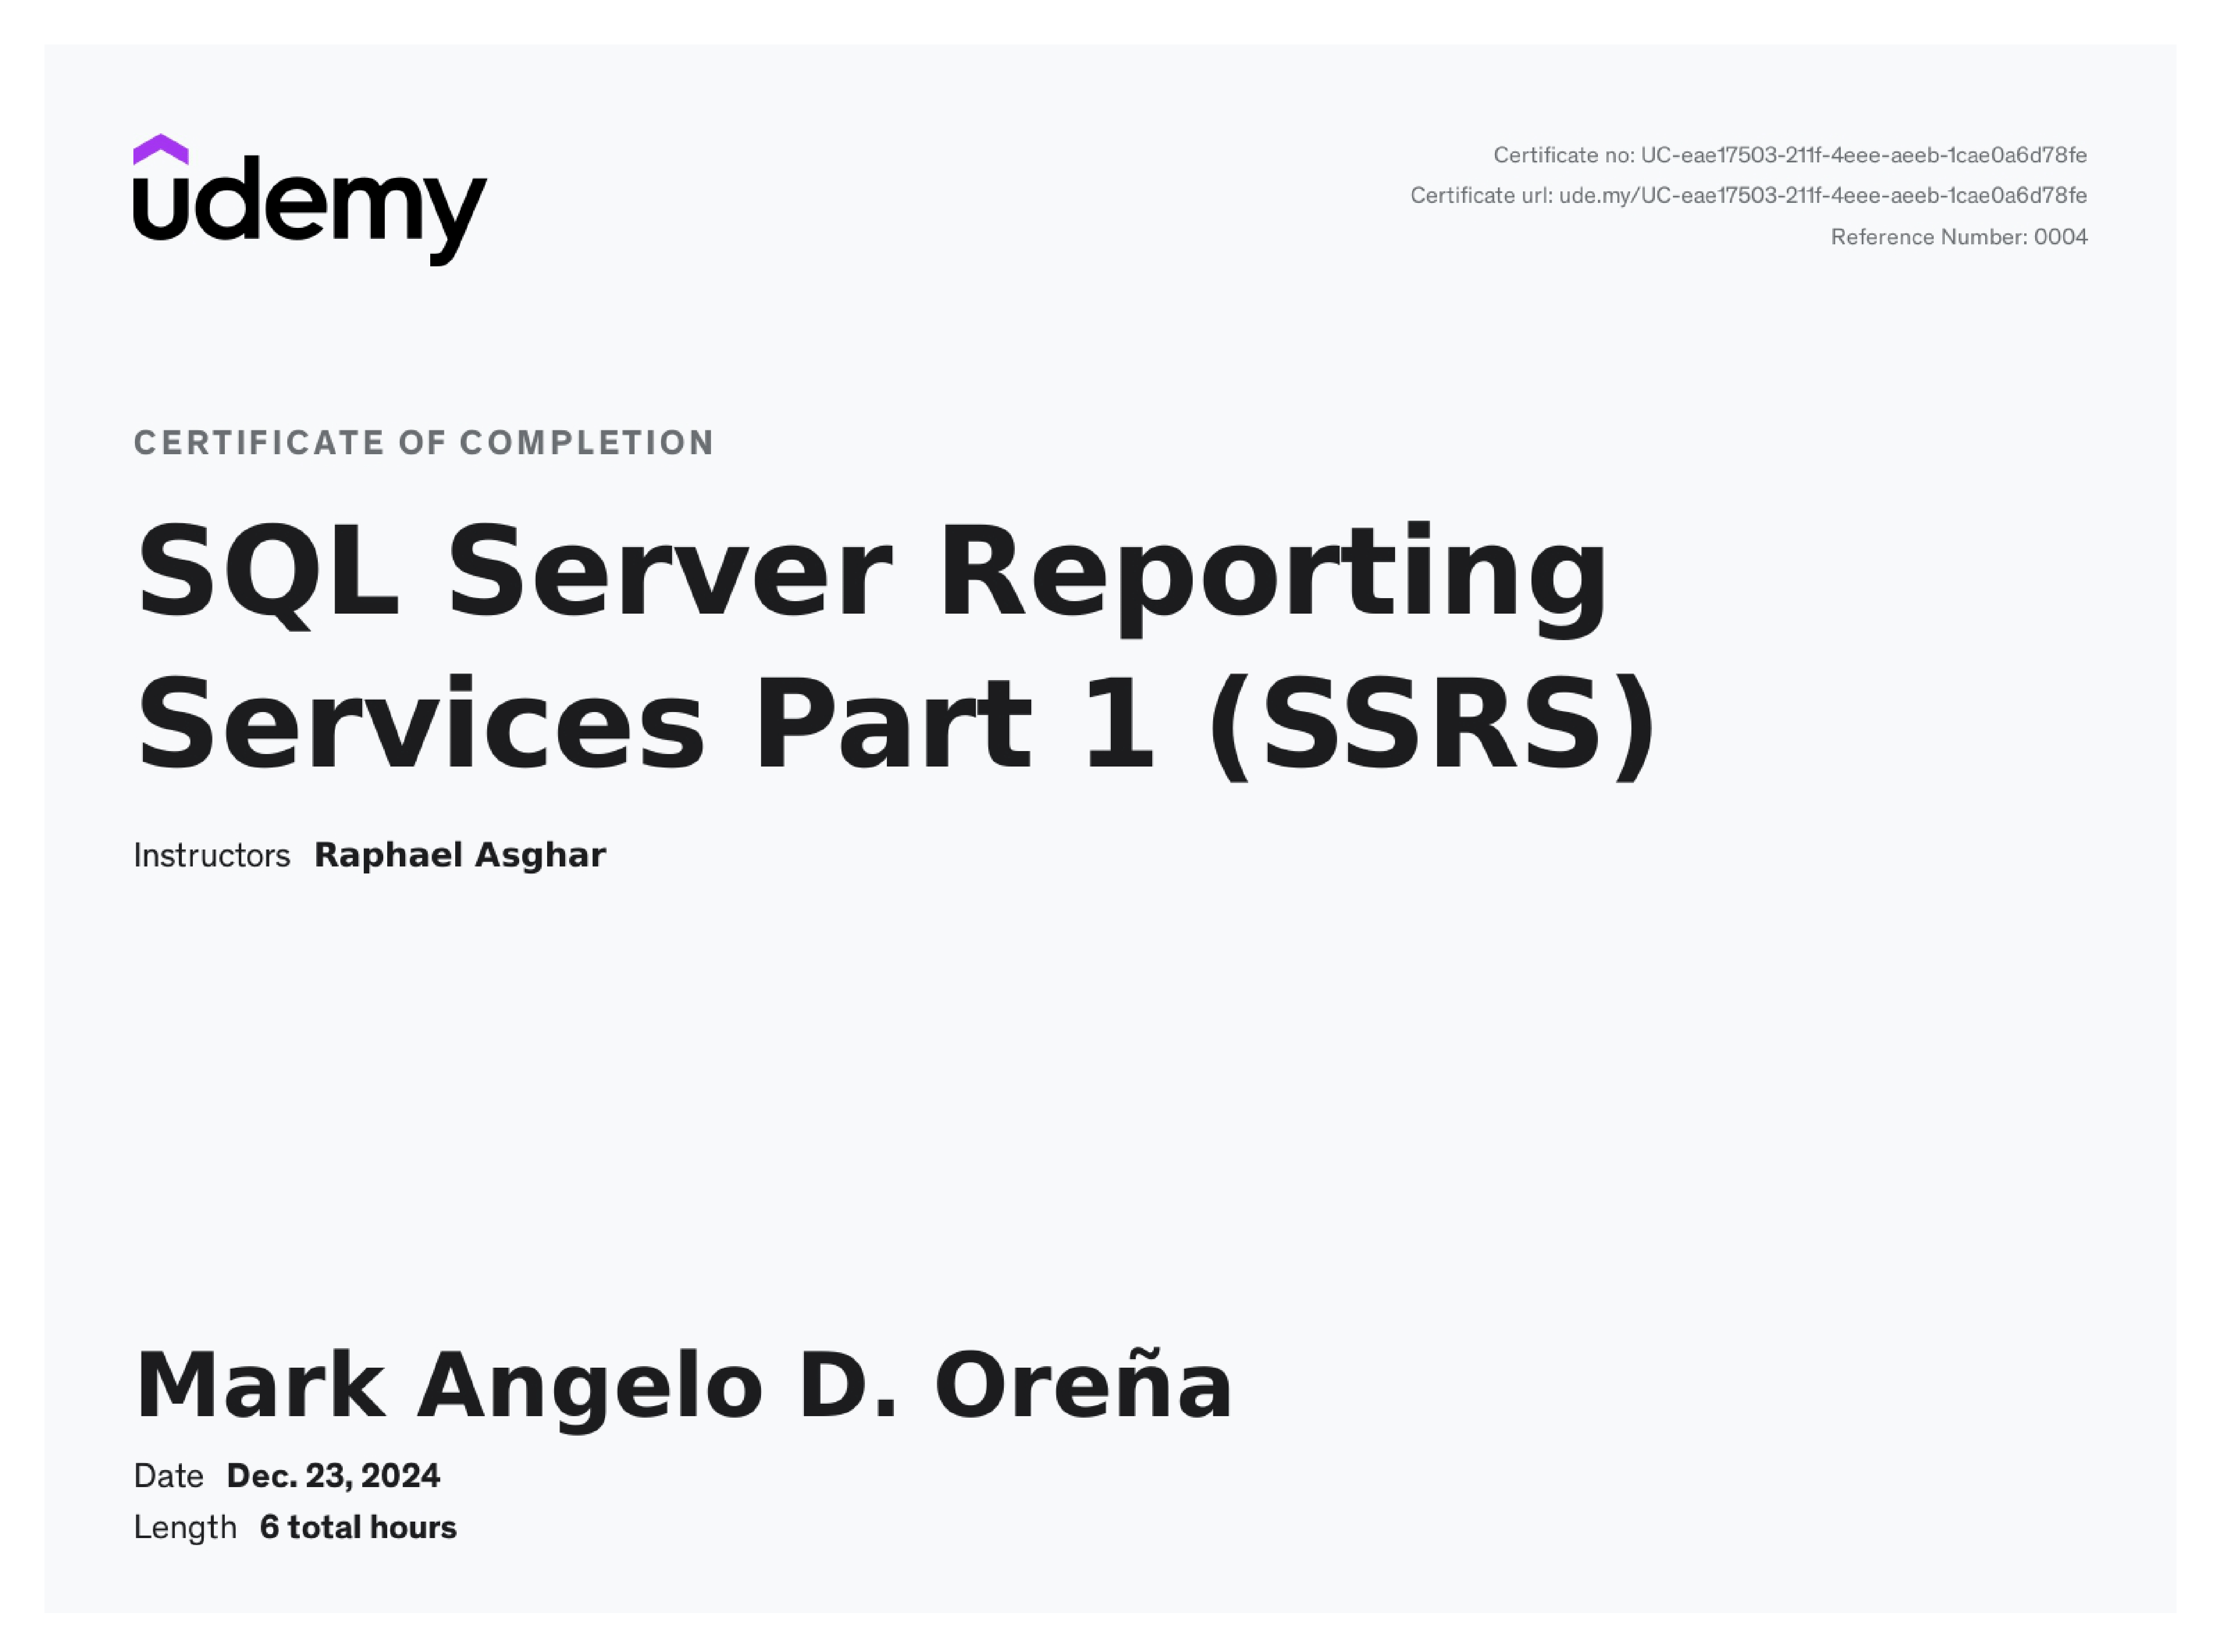 udemy
Certificate no: UC-eae17503-211f-4eee-aeeb-1cae0a6d78fe
Certificate url: ude.my/UC-eae17503-211f-4eee-aeeb-1cae0a6d78fe
Reference Number: 0004
CERTIFICATE OF COMPLETION
SQL Server Reporting
Services Part 1 (SSRS)
Instructors Raphael Asghar
Mark Angelo D. Oreña
Date Dec. 23, 2024
Length 6 total hours